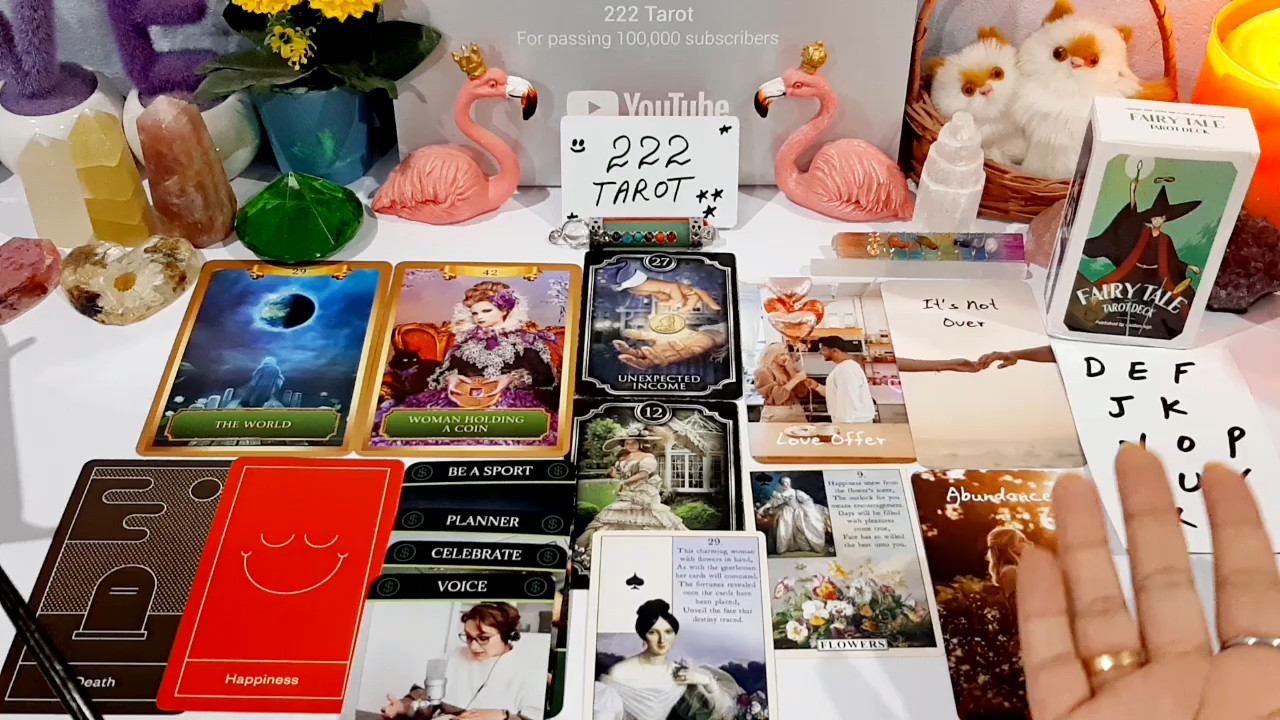 222 Tarot
For passing 100,000 subscribers
YouTube
222
TAROT
FAIRY TALE
TAROT DECK
FAIRY TALE
TAROT DECK
29
THE WORLD
42
WOMAN HOLDING
A COIN
27
UNEXPECTED
INCOME
12
Love Offer
It's Not
Over
D E F
J K
N O P
U V
R
Death
Happiness
BE A SPORT
PLANNER
CELEBRATE
VOICE
29.
This charming woman
with flowers in hand,
As with the gentleman
her cards will command.
The fortunes revealed
once the cards have
been placed,
Unveil the fate that
destiny traced.
9.
Happiness anew from
the flower's scene,
The outlook for you
means encouragement.
Days will be filled
with pleasures
come true,
Fate has so willed
the best unto you.
FLOWERS
Abundance